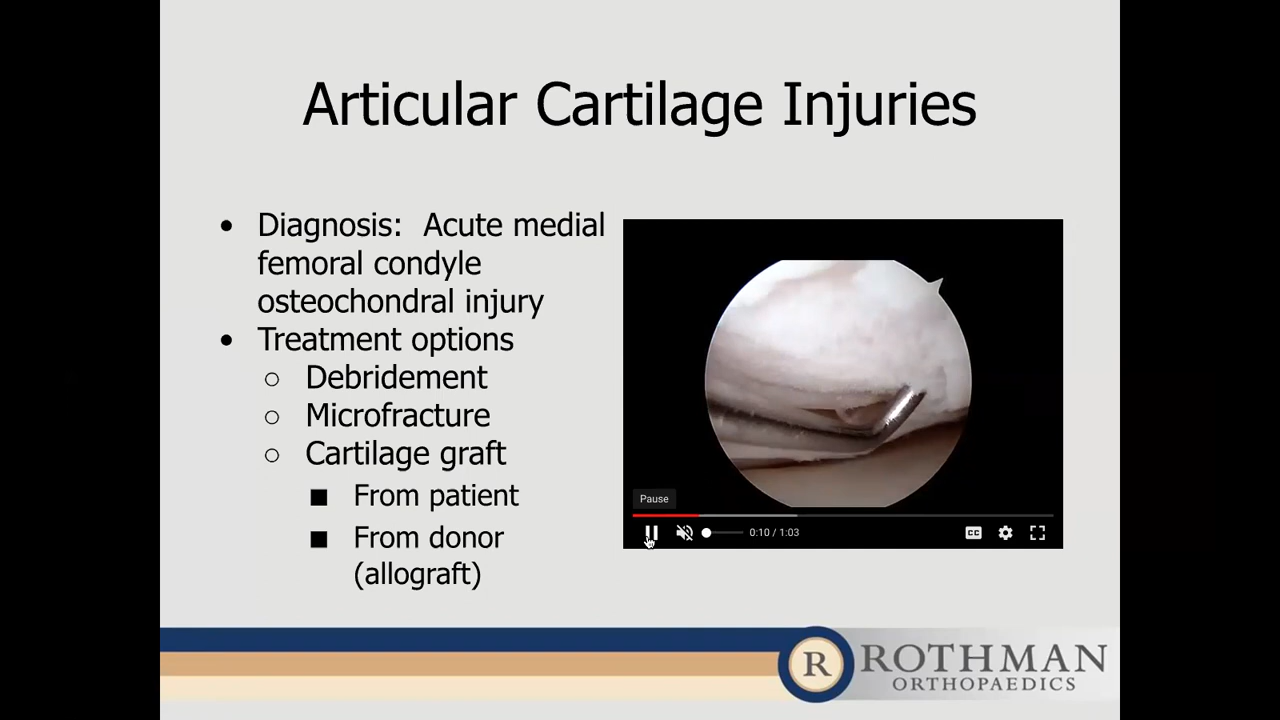 Articular Cartilage Injuries
• Diagnosis: Acute medial
femoral condyle
osteochondral injury
• Treatment options
○ Debridement
○ Microfracture
○ Cartilage graft
■ From patient
■ From donor
(allograft)
Pause
0:10 / 1:03
CC
R ROTHMAN
ORTHOPAEDICS